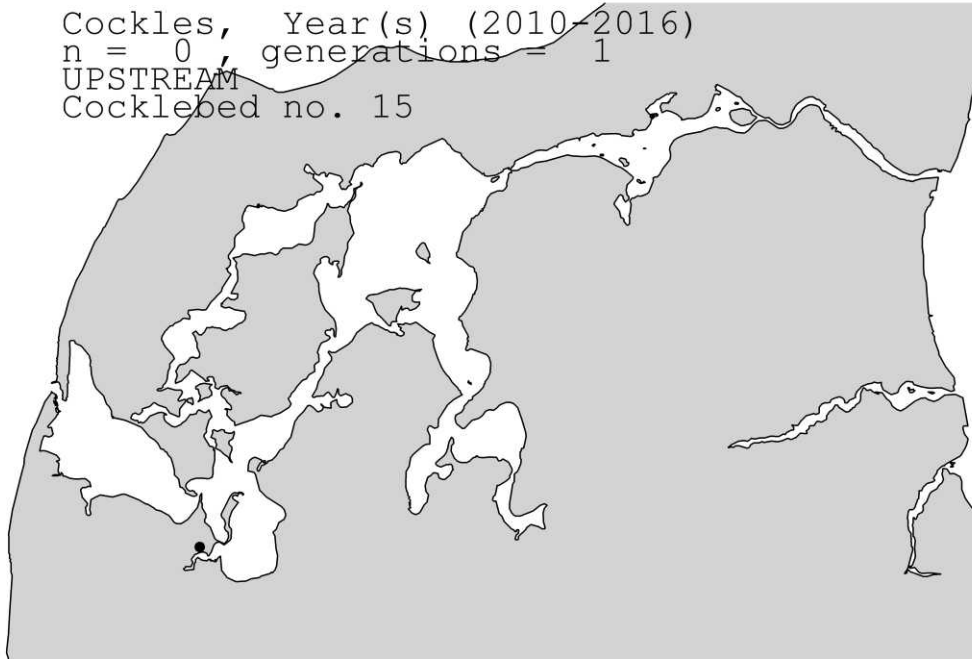 Cockles, Year(s) (2010-2016)
n = 0 , generations = 1
UPSTREAM
Cocklebed no. 15